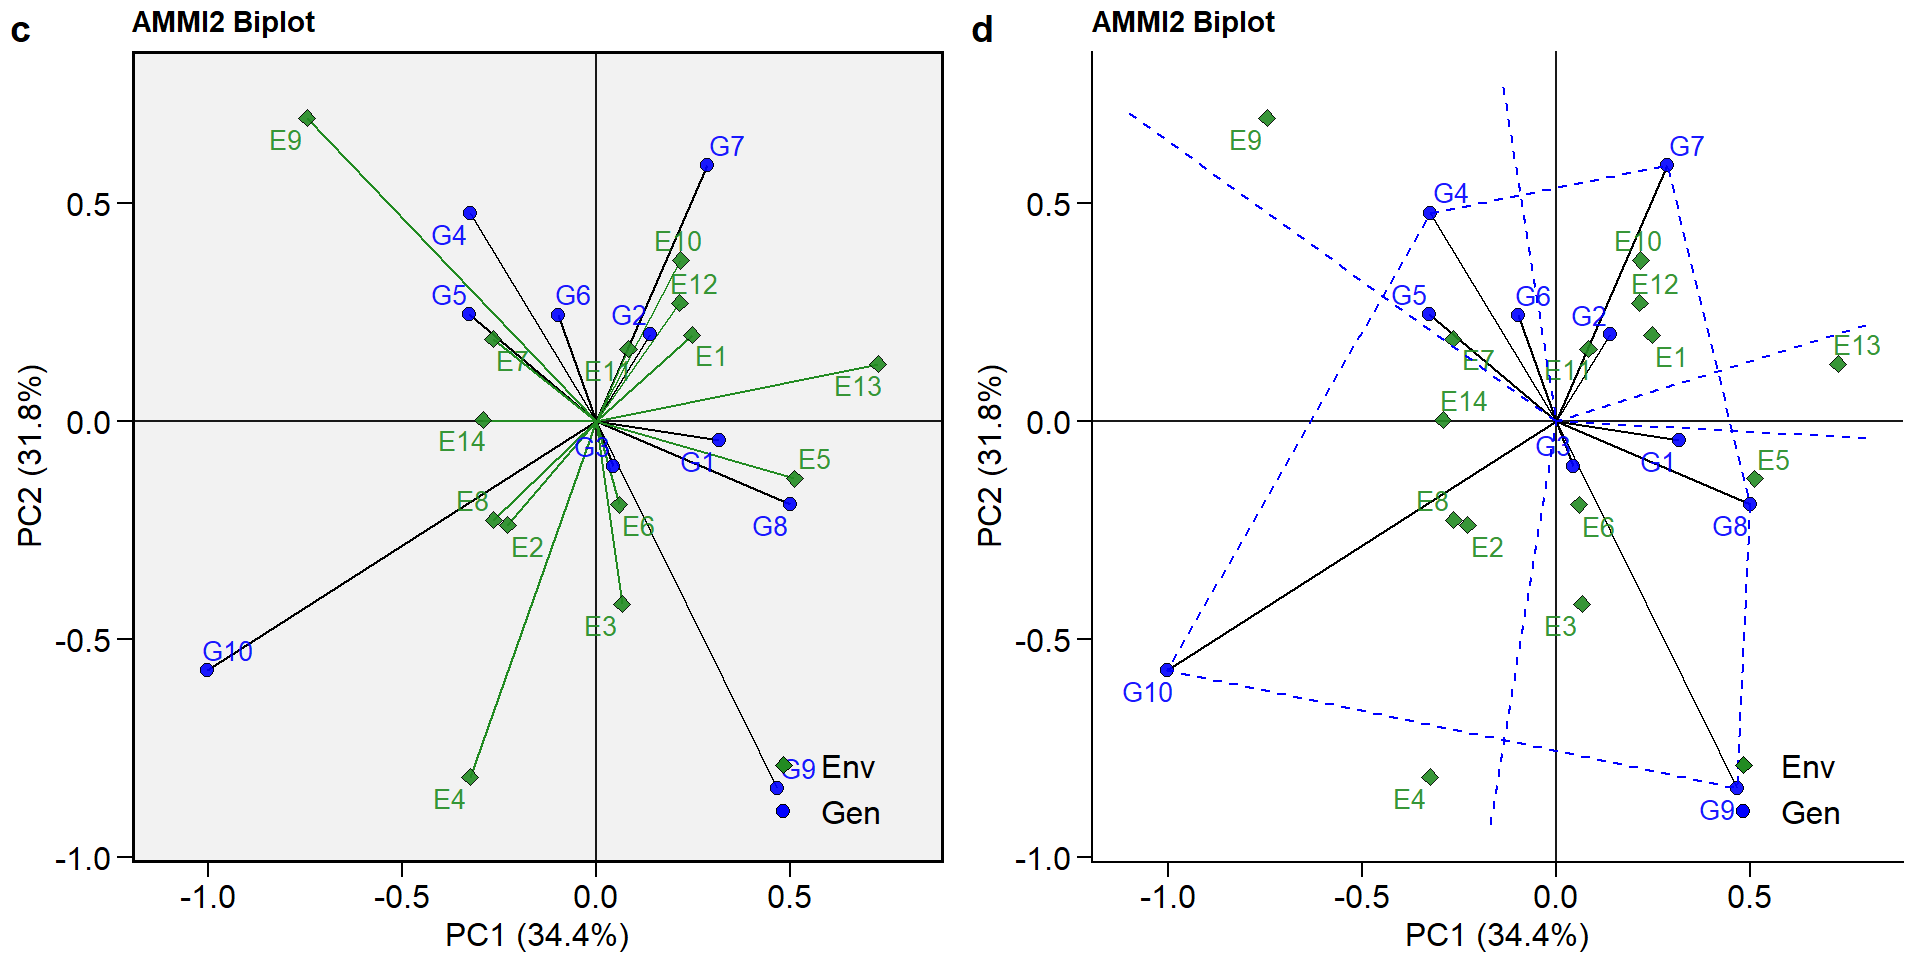 c
AMMI2 Biplot
PC2 (31.8%)
0.5
0.0
-0.5
-1.0
E9
G7
G4
E10
E12
G5
G6
G2
E7
E11
E1
E13
E14
G3
G1
E5
E8
E2
E6
G8
E3
G10
E4
G9
Env
Gen
-1.0 -0.5 0.0 0.5
PC1 (34.4%)
d
AMMI2 Biplot
PC2 (31.8%)
0.5
0.0
-0.5
-1.0
E9
G7
G4
E10
E12
G5
G6
G2
E7
E11
E1
E13
E14
G3
G1
E5
E8
E2
E6
G8
E3
G10
E4
G9
Env
Gen
-1.0 -0.5 0.0 0.5
PC1 (34.4%)